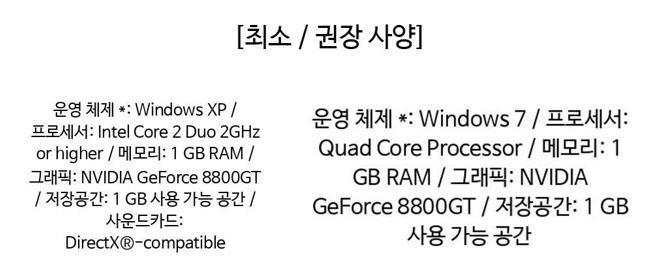 [최소 / 권장 사양]
운영 체제 *: Windows XP /
프로세서: Intel Core 2 Duo 2GHz
or higher / 메모리: 1 GB RAM /
그래픽: NVIDIA GeForce 8800GT
/ 저장공간: 1 GB 사용 가능 공간 /
사운드카드:
DirectX®-compatible
운영 체제 *: Windows 7 / 프로세서:
Quad Core Processor / 메모리: 1
GB RAM / 그래픽: NVIDIA
GeForce 8800GT / 저장공간: 1 GB
사용 가능 공간